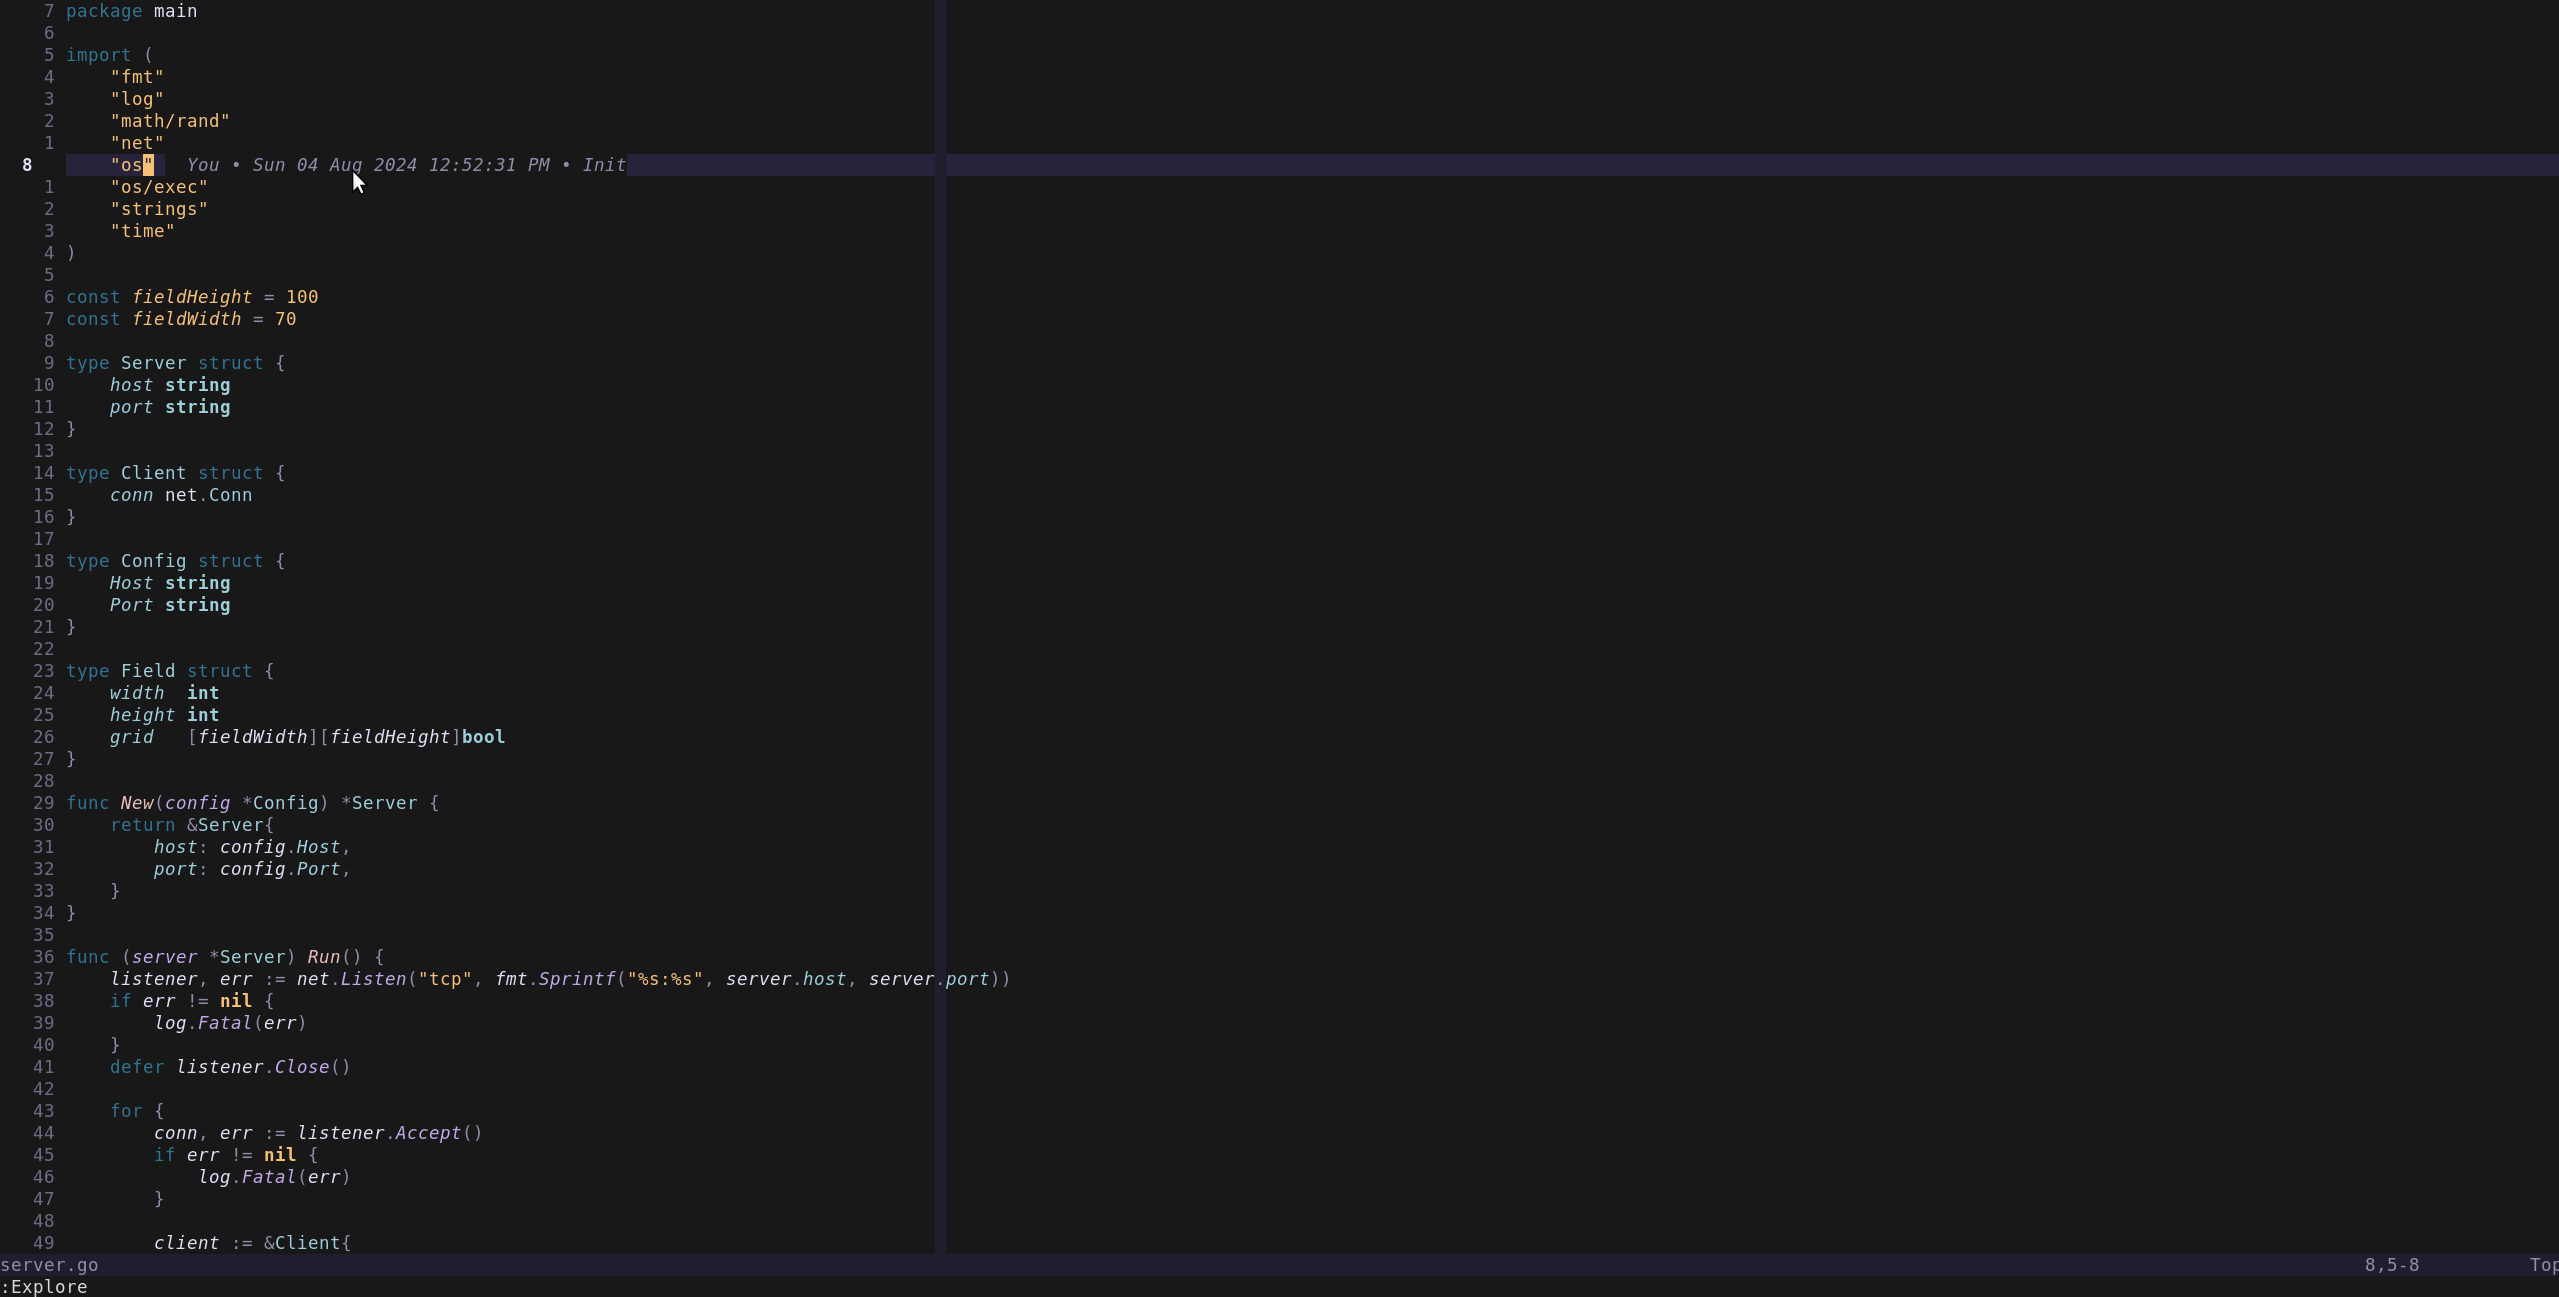 7 package main
6
5 import (
4     "fmt"
3     "log"
2     "math/rand"
1     "net"
8     "os"   You • Sun 04 Aug 2024 12:52:31 PM • Init
1     "os/exec"
2     "strings"
3     "time"
4 )
5
6 const fieldHeight = 100
7 const fieldWidth = 70
8
9 type Server struct {
10     host string
11     port string
12 }
13
14 type Client struct {
15     conn net.Conn
16 }
17
18 type Config struct {
19     Host string
20     Port string
21 }
22
23 type Field struct {
24     width  int
25     height int
26     grid   [fieldWidth][fieldHeight]bool
27 }
28
29 func New(config *Config) *Server {
30     return &Server{
31         host: config.Host,
32         port: config.Port,
33     }
34 }
35
36 func (server *Server) Run() {
37     listener, err := net.Listen("tcp", fmt.Sprintf("%s:%s", server.host, server.port))
38     if err != nil {
39         log.Fatal(err)
40     }
41     defer listener.Close()
42
43     for {
44         conn, err := listener.Accept()
45         if err != nil {
46             log.Fatal(err)
47         }
48
49         client := &Client{
server.go 8,5-8 Top
:Explore